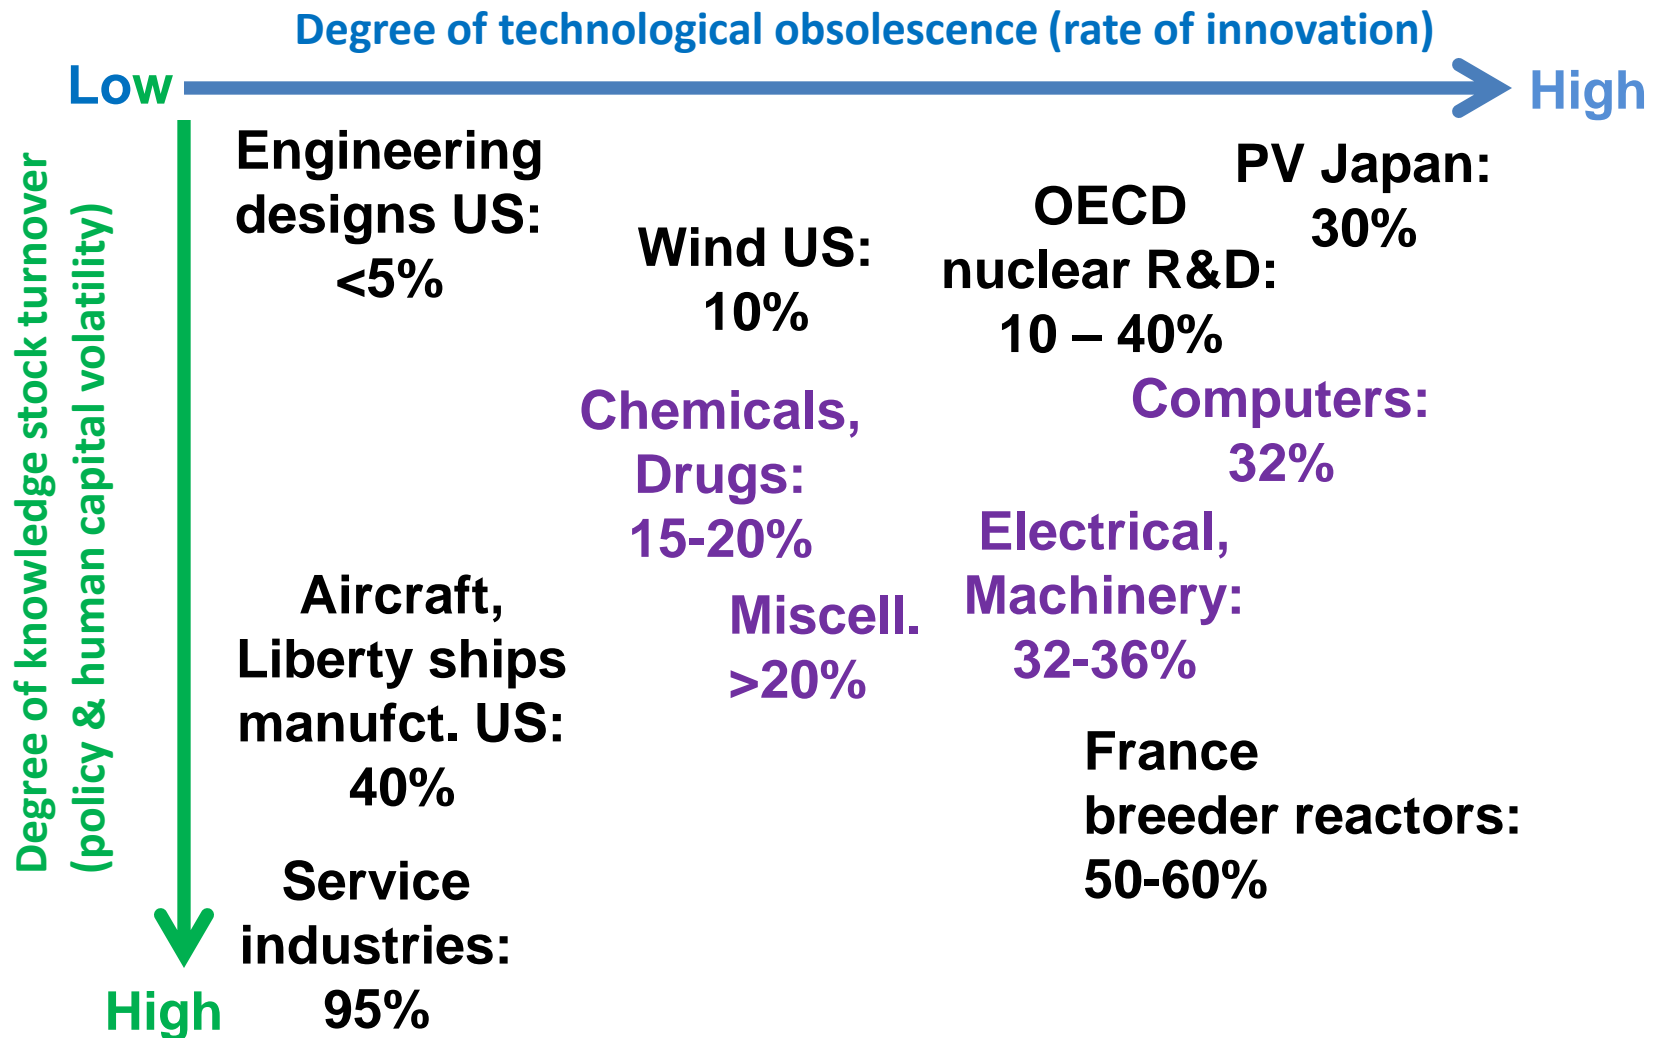 Degree of technological obsolescence (rate of innovation)
Low
High
Degree of knowledge stock turnover
(policy & human capital volatility)
High
Engineering
designs US:
<5%
Wind US:
10%
OECD
nuclear R&D:
10 – 40%
PV Japan:
30%
Chemicals,
Drugs:
15-20%
Computers:
32%
Electrical,
Machinery:
32-36%
Miscell.
>20%
Aircraft,
Liberty ships
manufct. US:
40%
France
breeder reactors:
50-60%
Service
industries:
95%